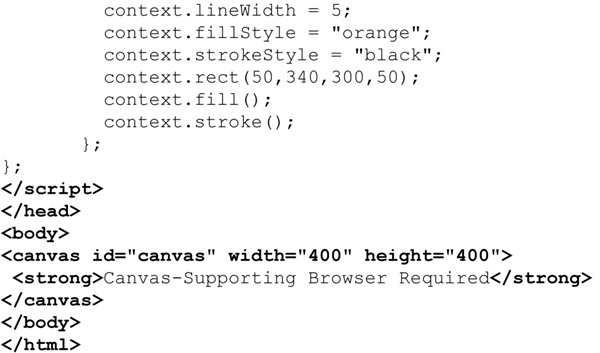 context.lineWidth = 5;
          context.fillStyle = "orange";
          context.strokeStyle = "black";
          context.rect(50,340,300,50);
          context.fill();
          context.stroke();
        };
};
</script>
</head>
<body>
<canvas id="canvas" width="400" height="400">
 <strong>Canvas-Supporting Browser Required</strong>
</canvas>
</body>
</html>